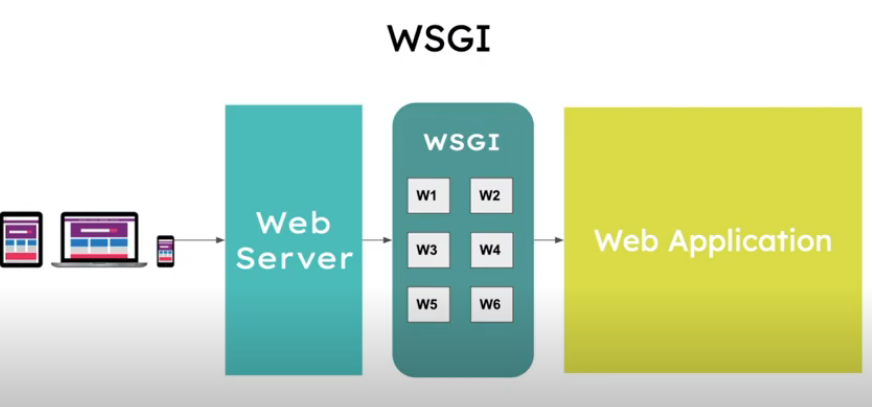 WSGI
Web
Server
WSGI
W1 W2
W3 W4
W5 W6
Web Application